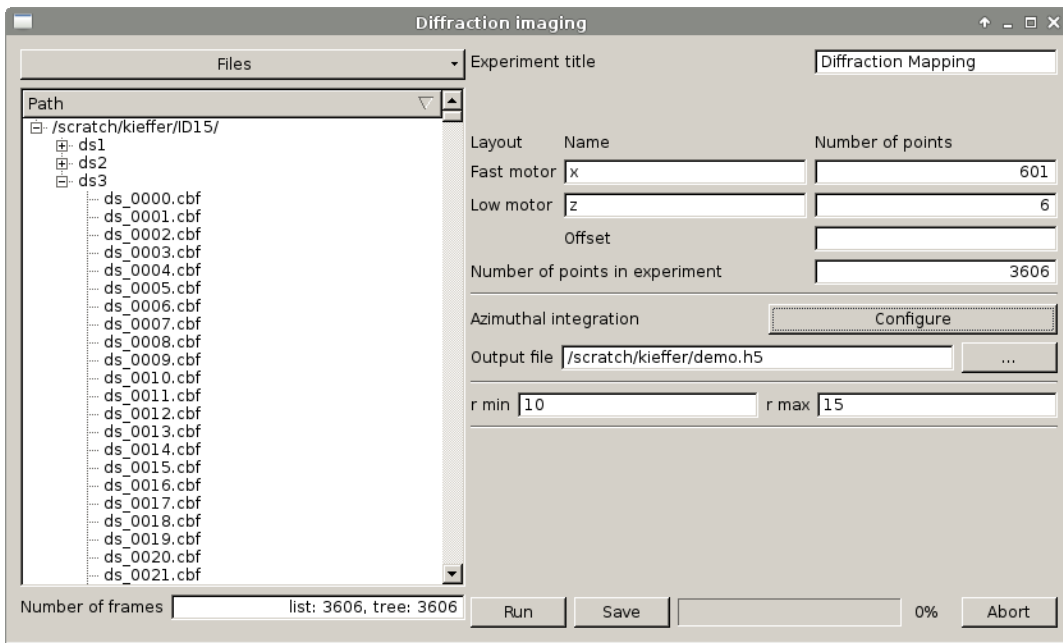 Diffraction imaging
Files
Path
/scratch/kieffer/ID15/
ds1
ds2
ds3
ds_0000.cbf
ds_0001.cbf
ds_0002.cbf
ds_0003.cbf
ds_0004.cbf
ds_0005.cbf
ds_0006.cbf
ds_0007.cbf
ds_0008.cbf
ds_0009.cbf
ds_0010.cbf
ds_0011.cbf
ds_0012.cbf
ds_0013.cbf
ds_0014.cbf
ds_0015.cbf
ds_0016.cbf
ds_0017.cbf
ds_0018.cbf
ds_0019.cbf
ds_0020.cbf
ds_0021.cbf
Number of frames list: 3606, tree: 3606
Experiment title Diffraction Mapping
Layout Name Number of points
Fast motor x 601
Low motor z 6
Offset
Number of points in experiment 3606
Azimuthal integration Configure
Output file /scratch/kieffer/demo.h5 ...
r min 10 r max 15
Run Save 0% Abort